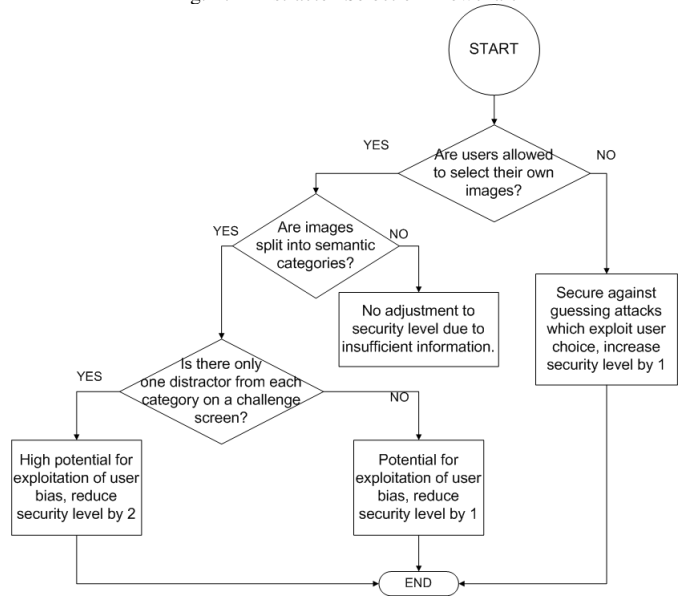 START
Are users allowed
to select their own
images?
YES
NO
Are images
split into semantic
categories?
YES
NO
No adjustment to
security level due to
insufficient information.
Secure against
guessing attacks
which exploit user
choice, increase
security level by 1
Is there only
one distractor from each
category on a challenge
screen?
YES
NO
High potential for
exploitation of user
bias, reduce
security level by 2
Potential for
exploitation of user
bias, reduce
security level by 1
END